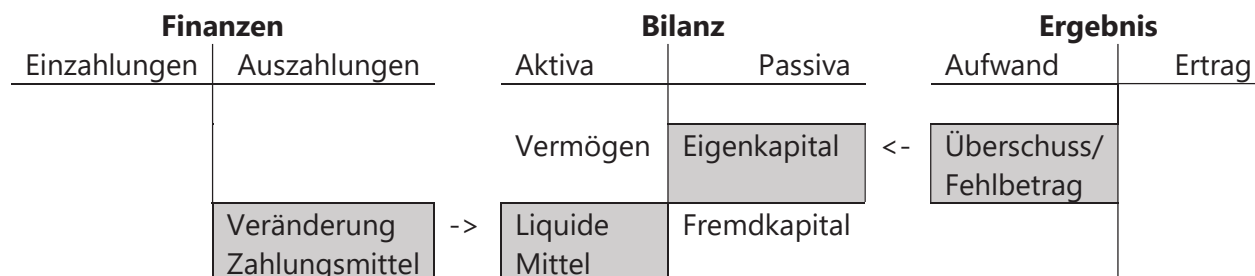 Finanzen Bilanz Ergebnis
Einzahlungen Auszahlungen Aktiva Passiva Aufwand Ertrag
Vermögen Eigenkapital <- Überschuss/
Fehlbetrag
Veränderung -> Liquide Fremdkapital
Zahlungsmittel Mittel